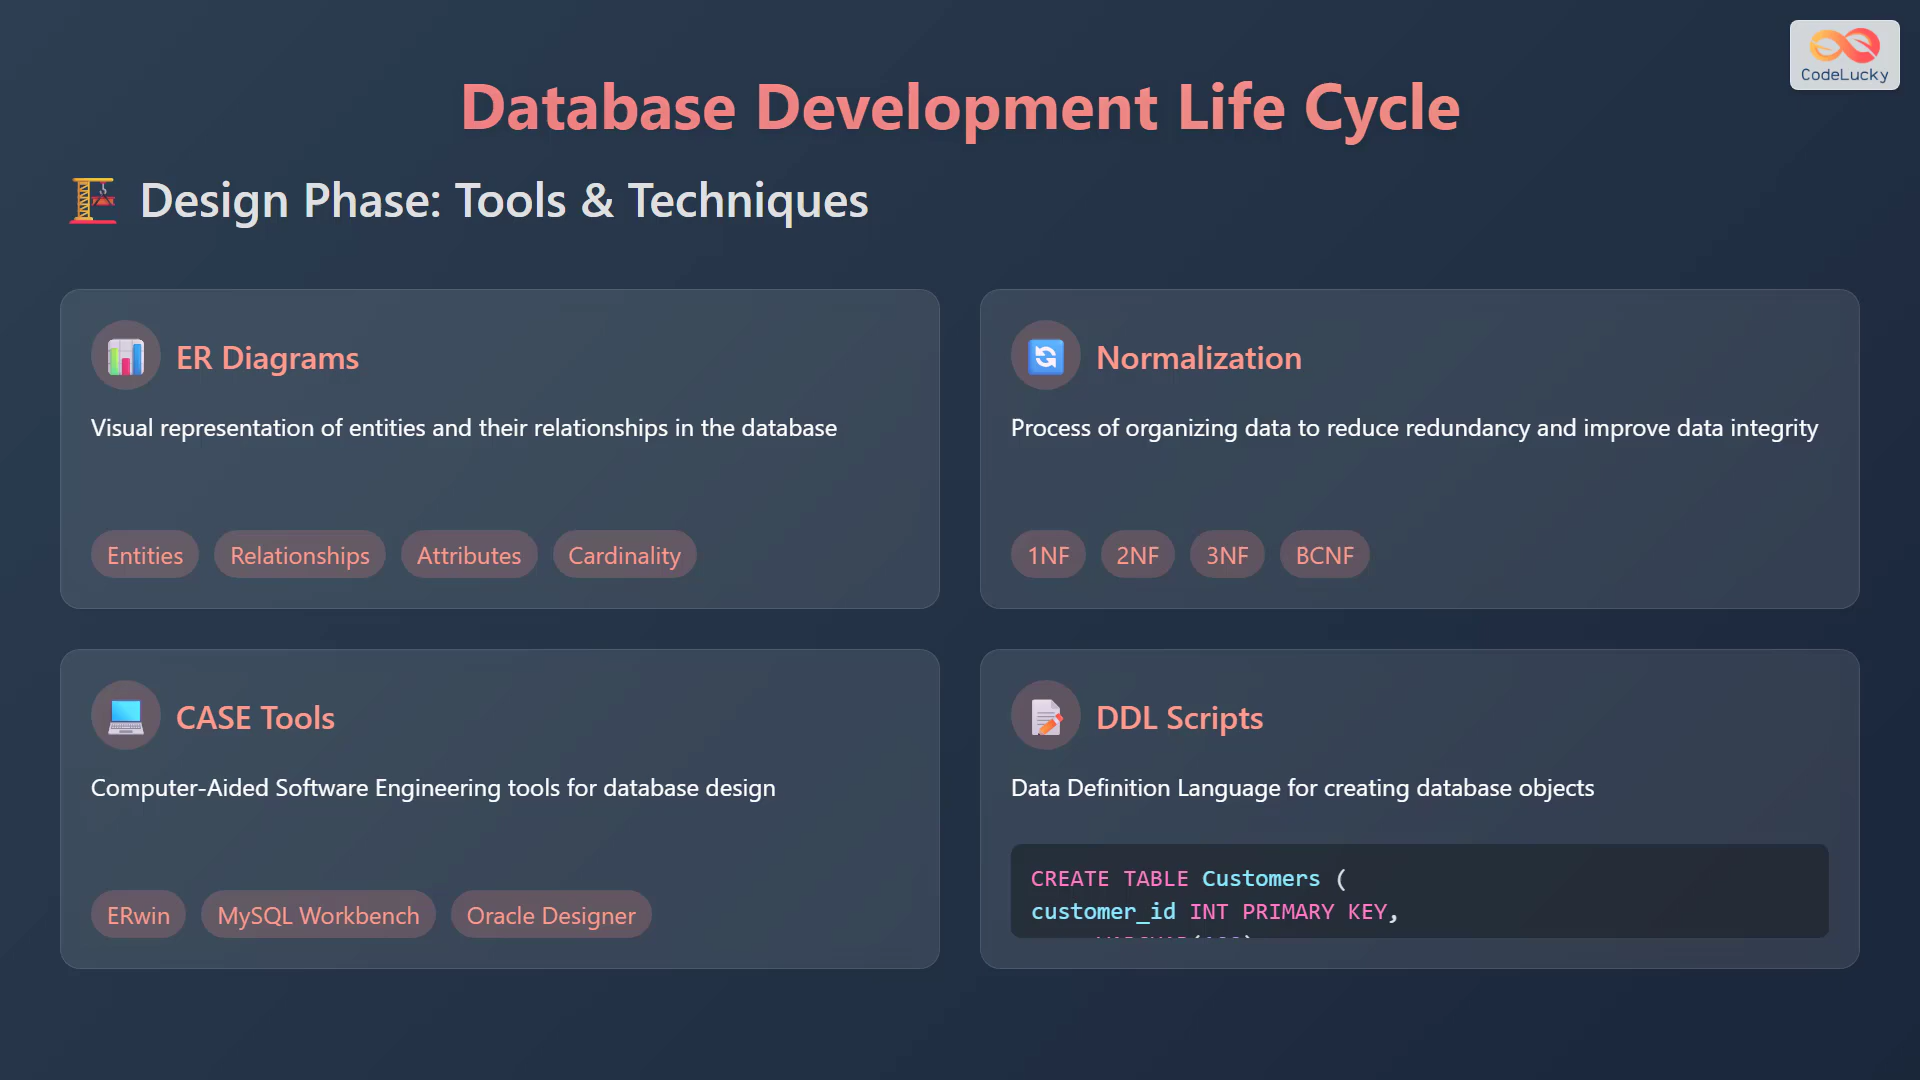 CodeLucky
Database Development Life Cycle
Design Phase: Tools & Techniques
ER Diagrams
Visual representation of entities and their relationships in the database
Entities
Relationships
Attributes
Cardinality
Normalization
Process of organizing data to reduce redundancy and improve data integrity
1NF
2NF
3NF
BCNF
CASE Tools
Computer-Aided Software Engineering tools for database design
ERwin
MySQL Workbench
Oracle Designer
DDL Scripts
Data Definition Language for creating database objects
CREATE TABLE Customers (
customer_id INT PRIMARY KEY,